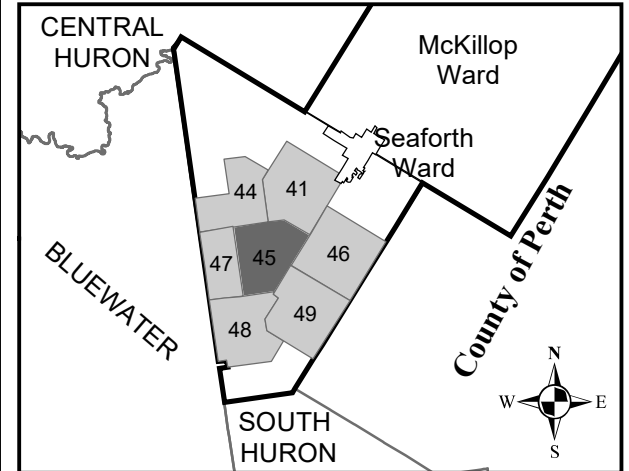 CENTRAL
HURON
McKillop
Ward
Seaforth
Ward
44
41
47
45
46
48
49
BLUEWATER
County of Perth
SOUTH
HURON
N
W
E
S